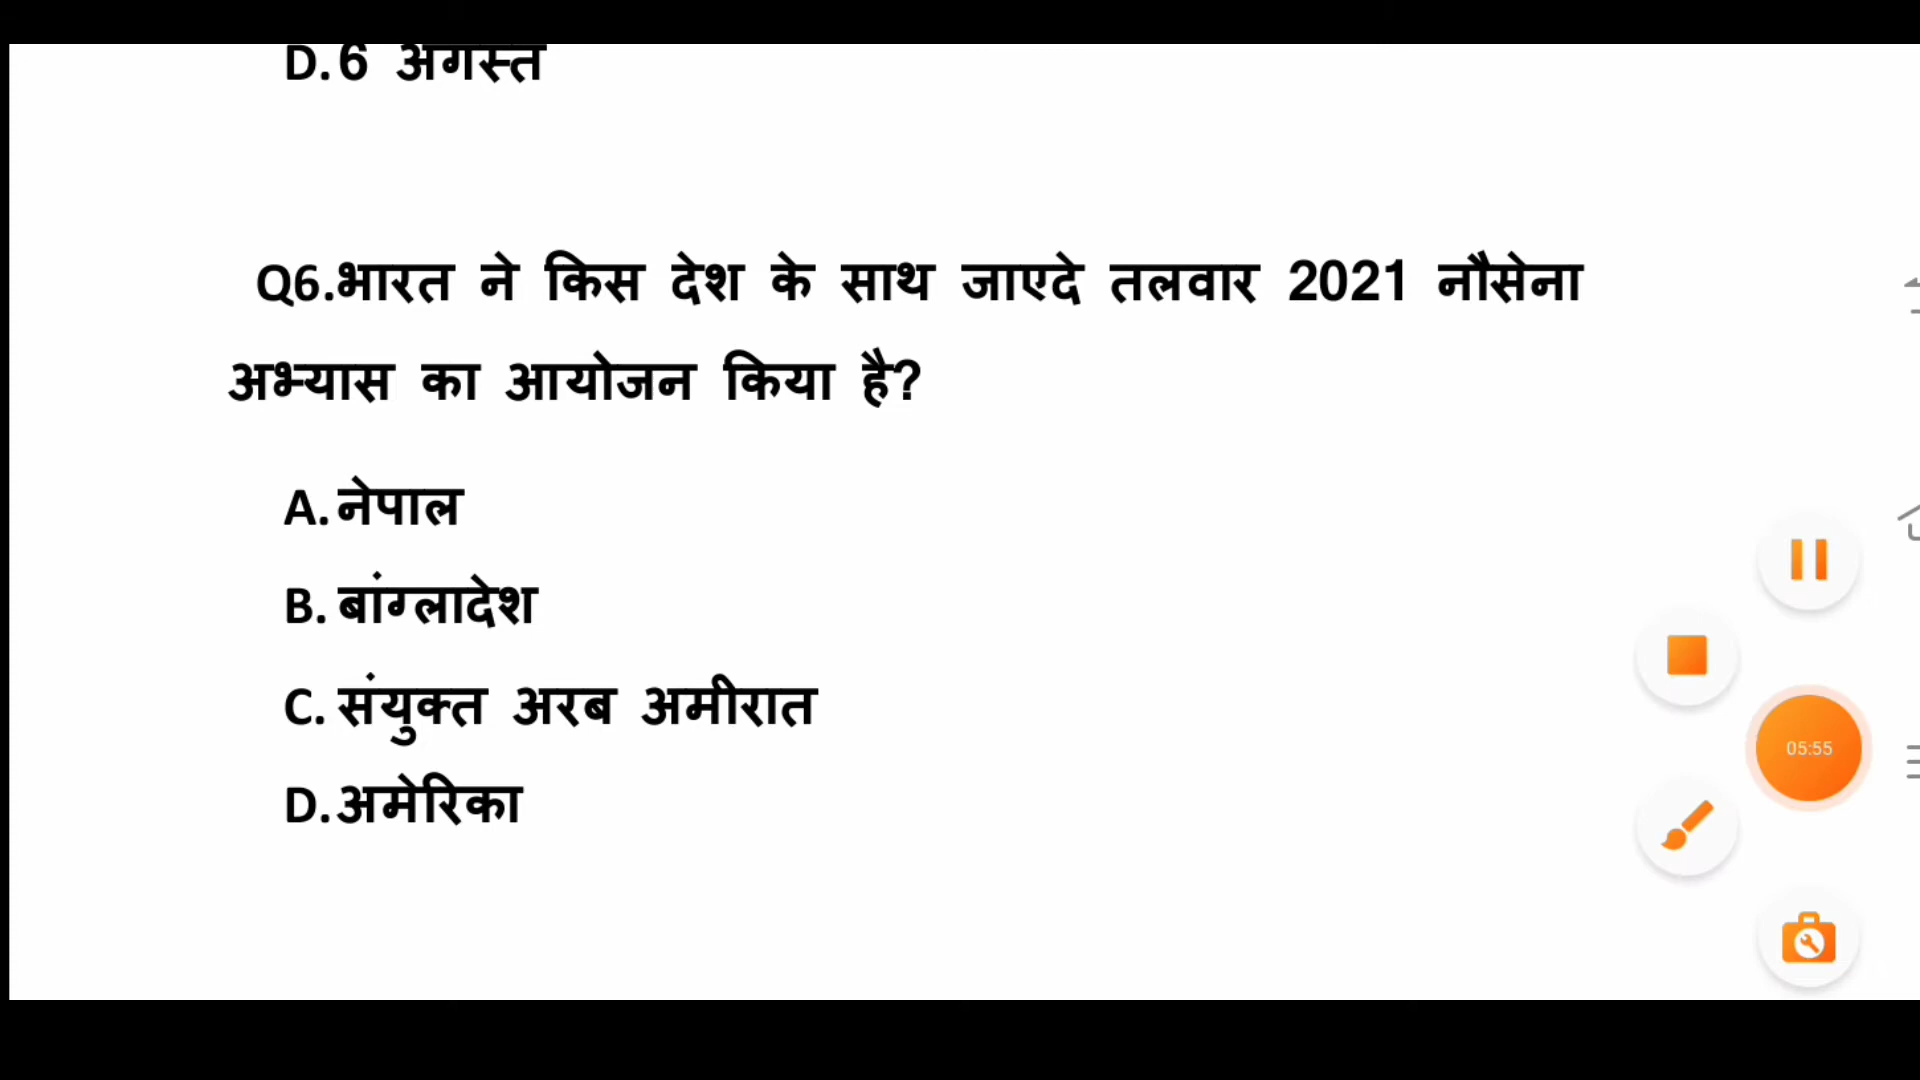 D. 6 अगस्त
Q6.भारत ने किस देश के साथ जाएदे तलवार 2021 नौसेना
अभ्यास का आयोजन किया है?
A. नेपाल
B. बांग्लादेश
C. संयुक्त अरब अमीरात
D. अमेरिका
05:55